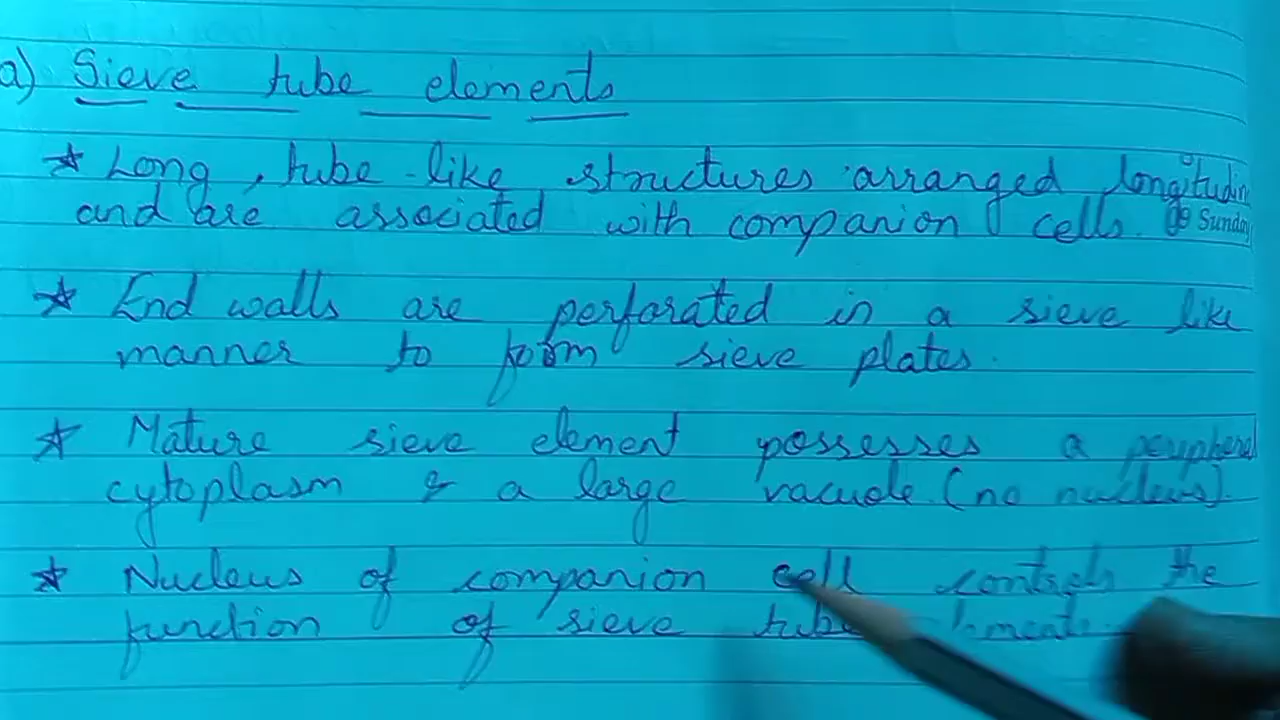 a) Sieve tube elements
* Long, tube-like structures arranged longitudin
and are associated with companion cells. Sunday
* End walls are perforated in a sieve like
manner to form sieve plates.
* Mature sieve element possesses a peripheral
cytoplasm & a large vacuole. (no nucleus).
* Nucleus of companion cell controls the
function of sieve tube